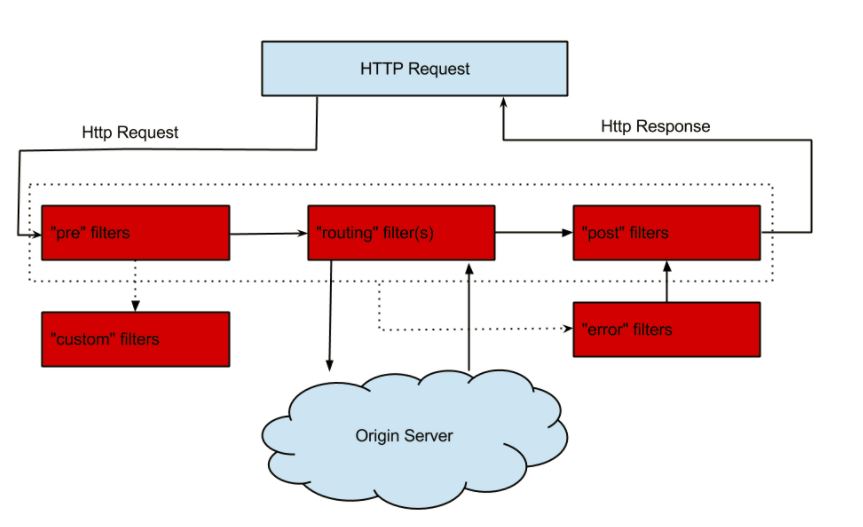 HTTP Request
Http Request
Http Response
"pre" filters
"routing" filter(s)
"post" filters
"custom" filters
"error" filters
Origin Server